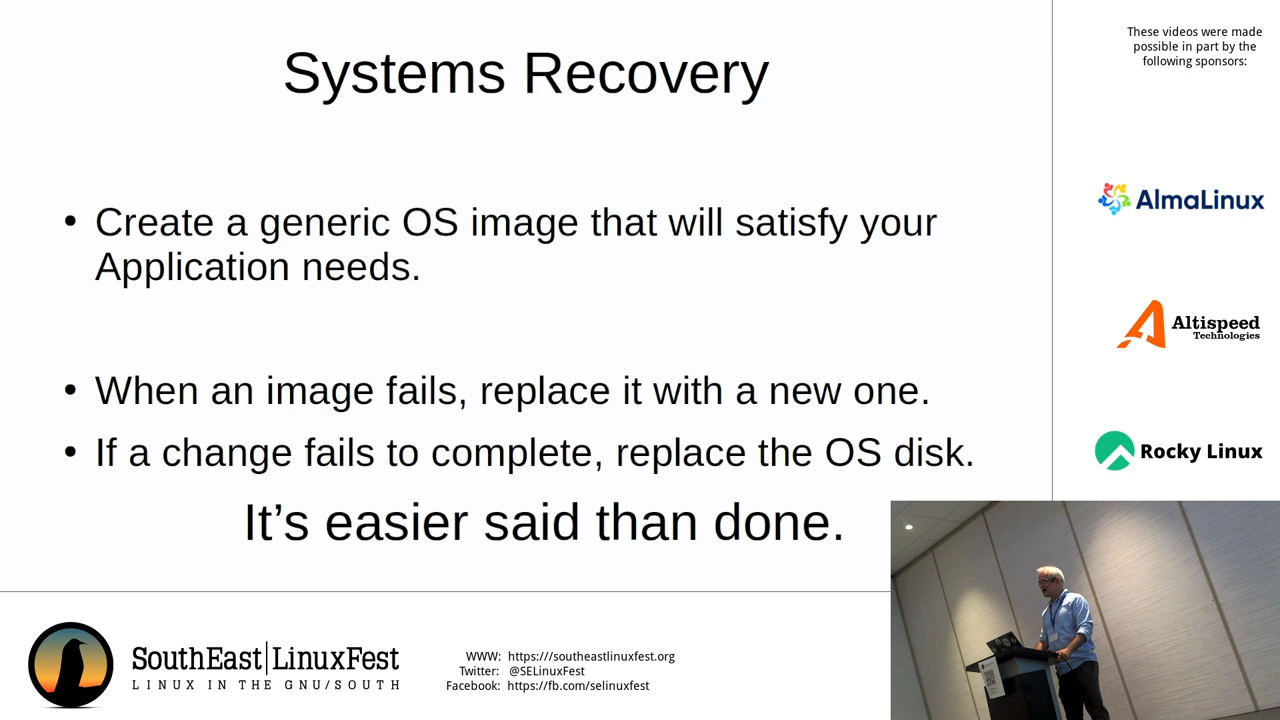 Systems Recovery
• Create a generic OS image that will satisfy your
Application needs.
• When an image fails, replace it with a new one.
• If a change fails to complete, replace the OS disk.
It’s easier said than done.
These videos were made
possible in part by the
following sponsors:
AlmaLinux
Altispeed
Technologies
Rocky Linux
SouthEast|LinuxFest
LINUX IN THE GNU/SOUTH
WWW: https:///southeastlinuxfest.org
Twitter: @SELinuxFest
Facebook: https://fb.com/selinuxfest